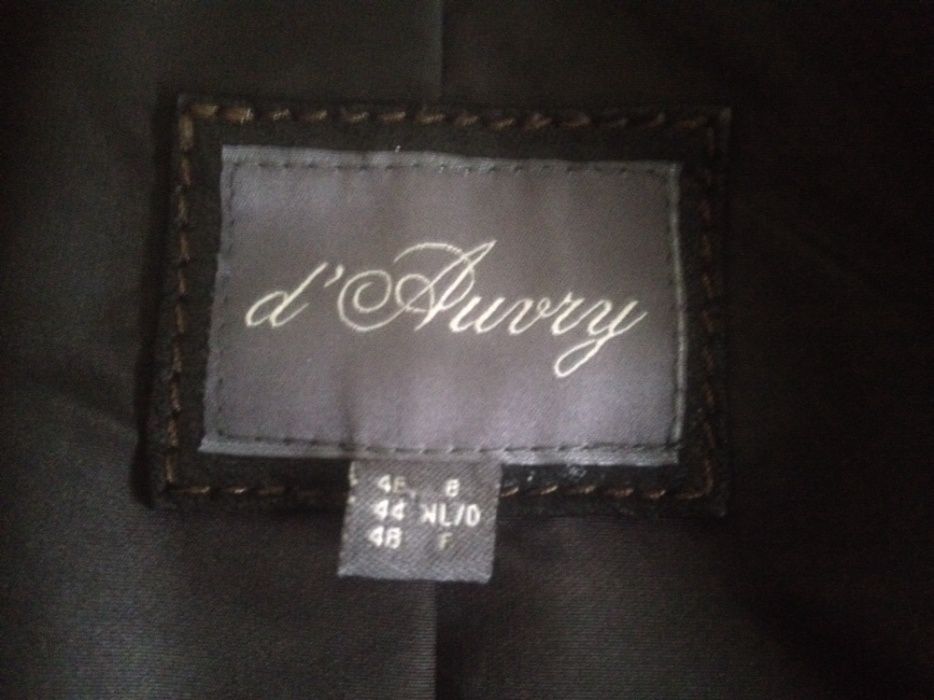 d'Auvry
46 B
44 NL/D
48 F